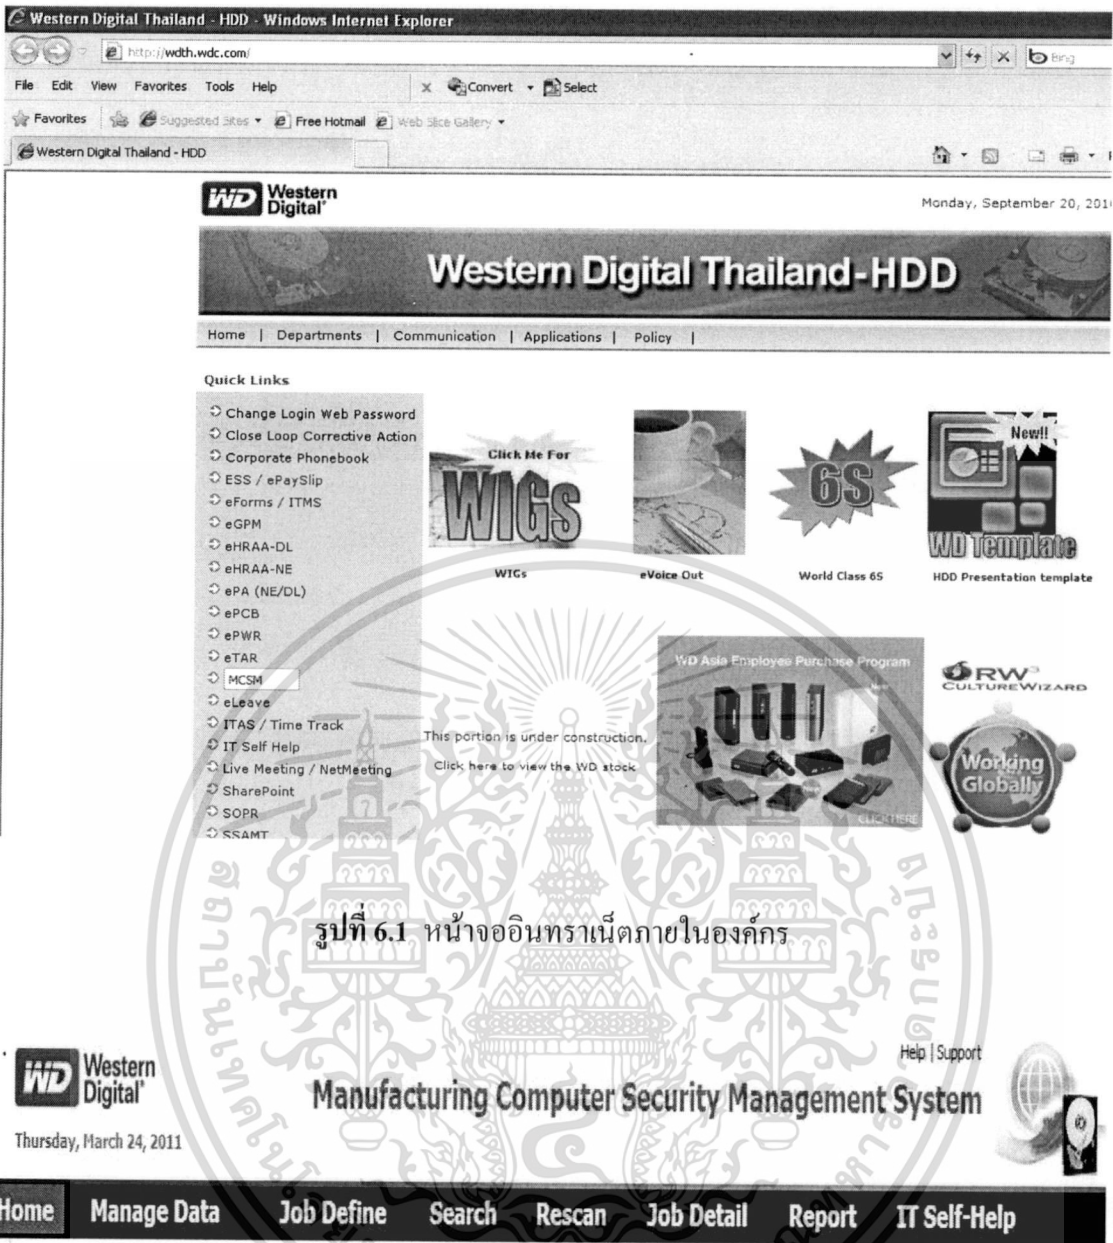 Western Digital Thailand - HDD - Windows Internet Explorer
http://wdth.wdc.com/
Bing
File Edit View Favorites Tools Help
x Convert Select
Favorites Suggested Sites Free Hotmail Web Slice Gallery
Western Digital Thailand - HDD
WD Western Digital
Monday, September 20, 201
Western Digital Thailand-HDD
Home | Departments | Communication | Applications | Policy |
Quick Links
Change Login Web Password
Close Loop Corrective Action
Corporate Phonebook
ESS / ePaySlip
eForms / ITMS
eGPM
eHRAA-DL
eHRAA-NE
ePA (NE/DL)
ePCB
ePWR
eTAR
MCSM
eLeave
ITAS / Time Track
IT Self Help
Live Meeting / NetMeeting
SharePoint
SOPR
SSAMT
Click Me For
WIGs
WIGs
eVoice Out
6S
World Class 6S
New!!
WD Template
HDD Presentation template
This portion is under construction.
Click here to view the WD stock
WD Asia Employee Purchase Program
CLICK HERE
RW3
CULTUREWIZARD
Working
Globally
รูปที่ 6.1 หน้าจออินทราเน็ตภายในองค์กร
WD Western Digital
Thursday, March 24, 2011
Help | Support
Manufacturing Computer Security Management System
Home Manage Data Job Define Search Rescan Job Detail Report IT Self-Help